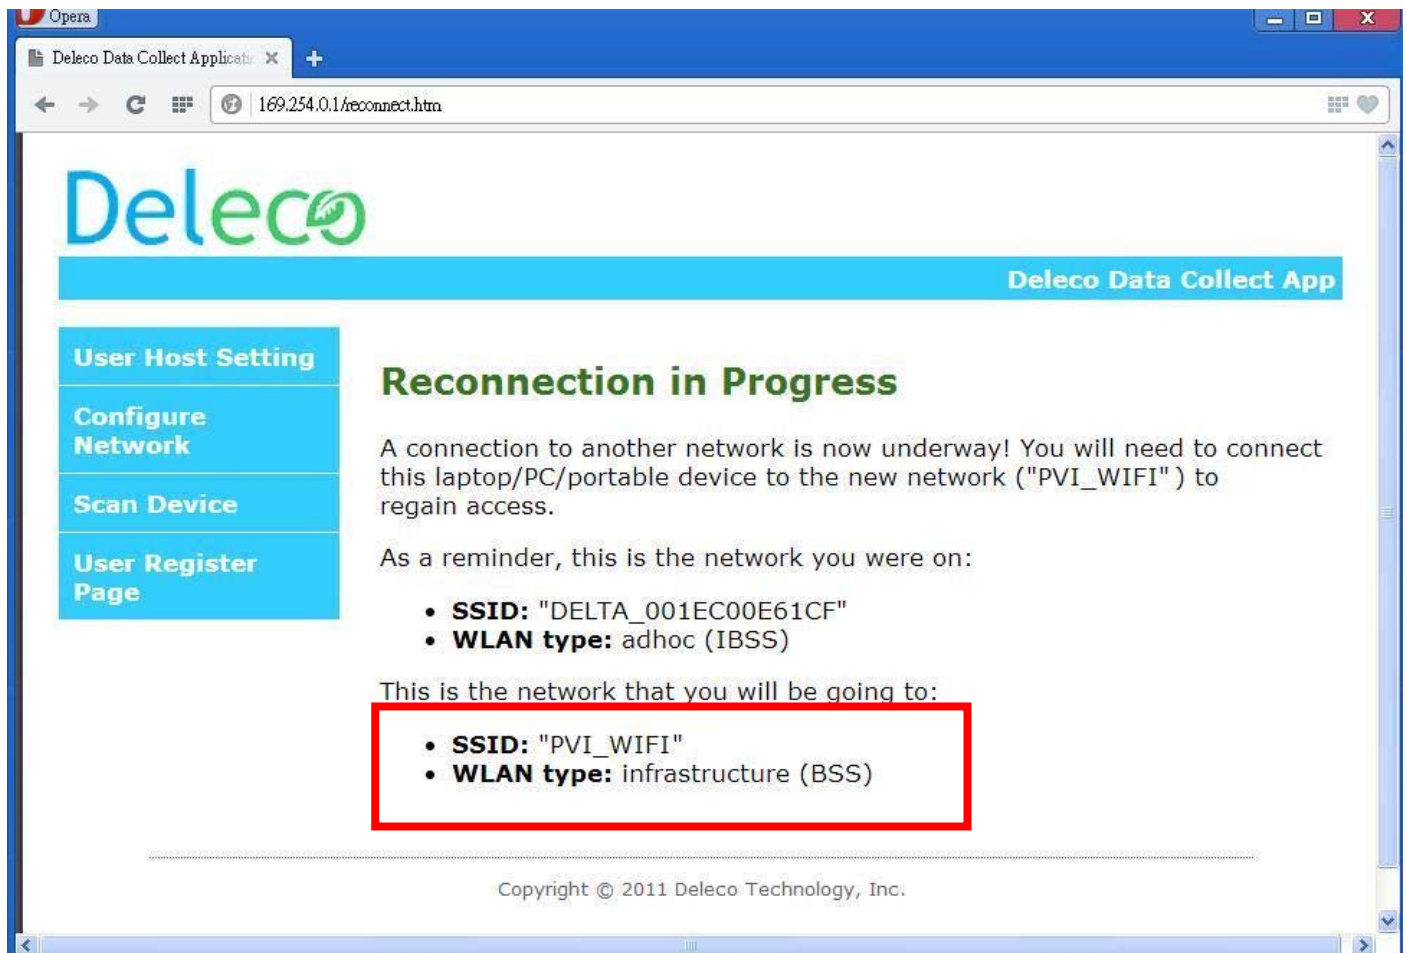 Opera
Deleco Data Collect Applicati
169.254.0.1/reconnect.htm
Deleco
Deleco Data Collect App
User Host Setting
Configure
Network
Scan Device
User Register
Page
Reconnection in Progress
A connection to another network is now underway! You will need to connect
this laptop/PC/portable device to the new network ("PVI_WIFI" ) to
regain access.
As a reminder, this is the network you were on:
• SSID: "DELTA_001EC00E61CF"
• WLAN type: adhoc (IBSS)
This is the network that you will be going to:
• SSID: "PVI_WIFI"
• WLAN type: infrastructure (BSS)
Copyright © 2011 Deleco Technology, Inc.